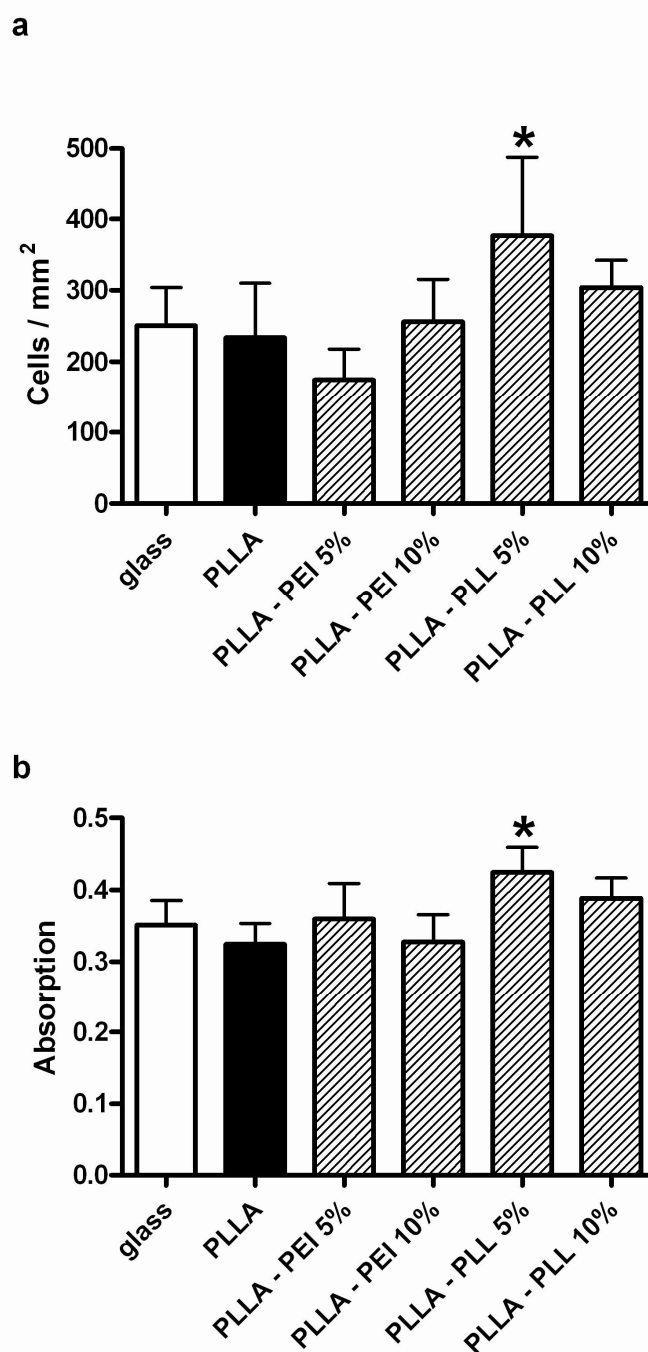 a
*
500
400
300
200
100
0
Cells / mm²
glass
PLLA
PLLA - PEI 5%
PLLA - PEI 10%
PLLA - PLL 5%
PLLA - PLL 10%
b
*
0.5
0.4
0.3
0.2
0.1
0.0
Absorption
glass
PLLA
PLLA - PEI 5%
PLLA - PEI 10%
PLLA - PLL 5%
PLLA - PLL 10%